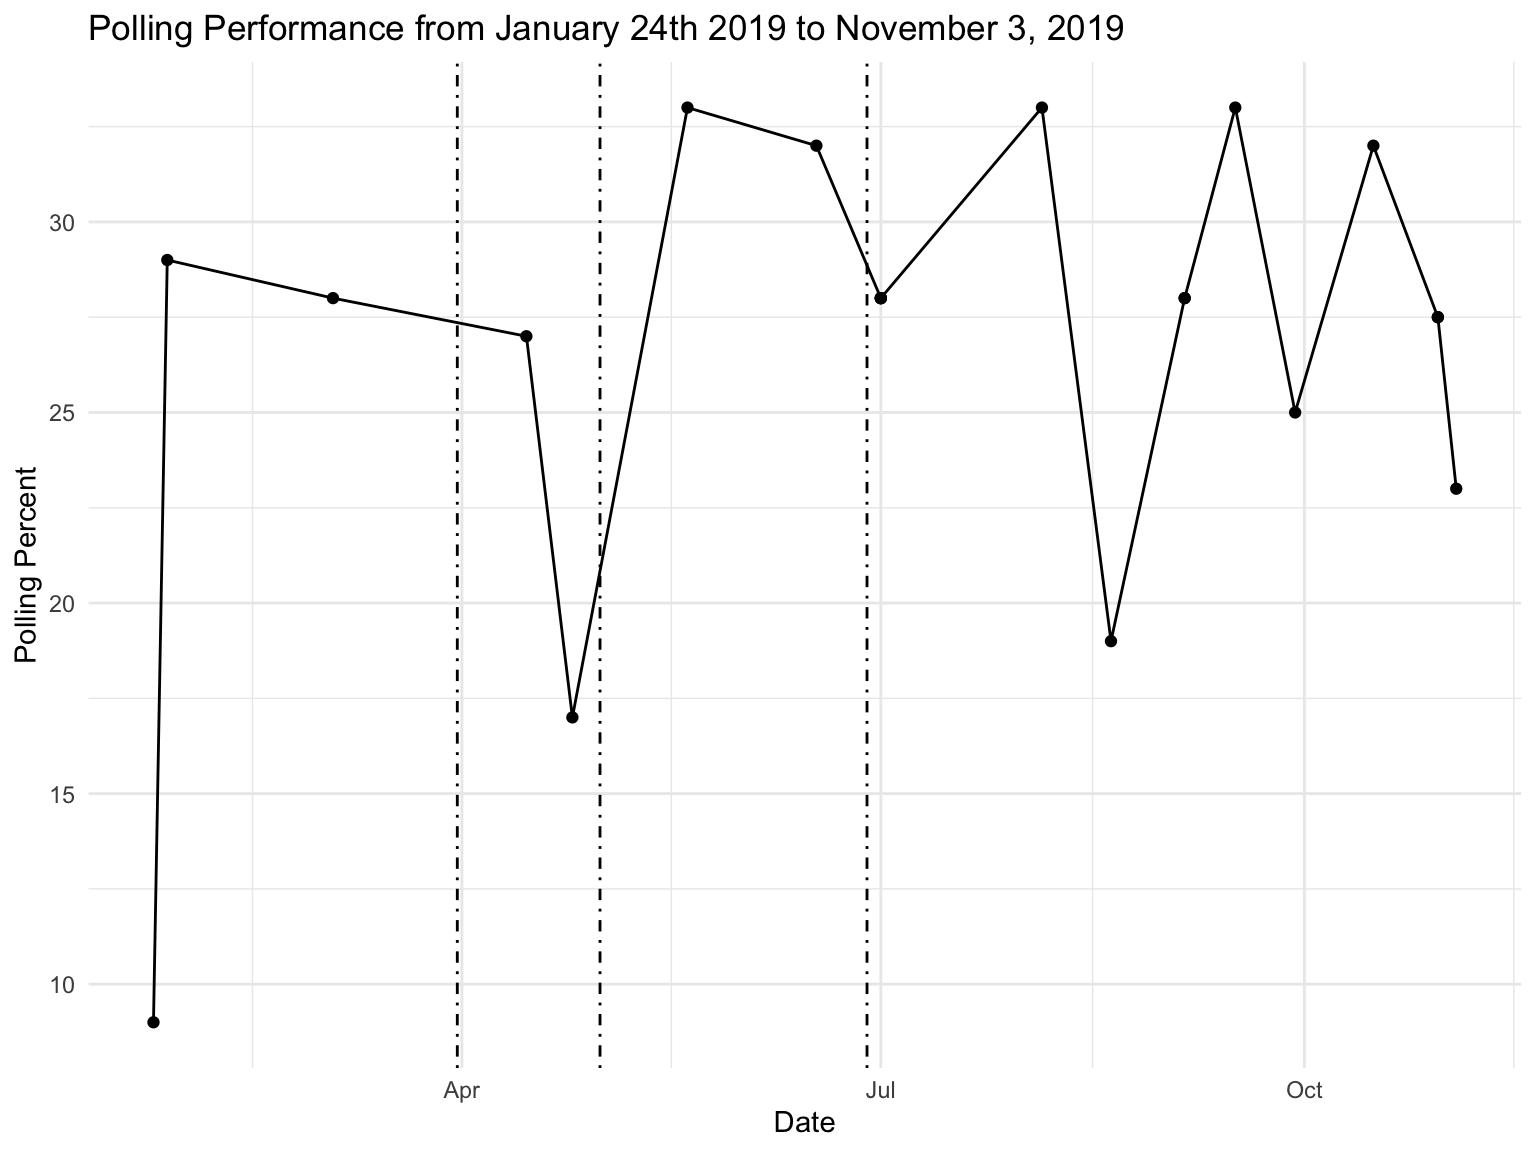 Polling Performance from January 24th 2019 to November 3, 2019
Polling Percent
30
25
20
15
10
Apr Jul Oct
Date